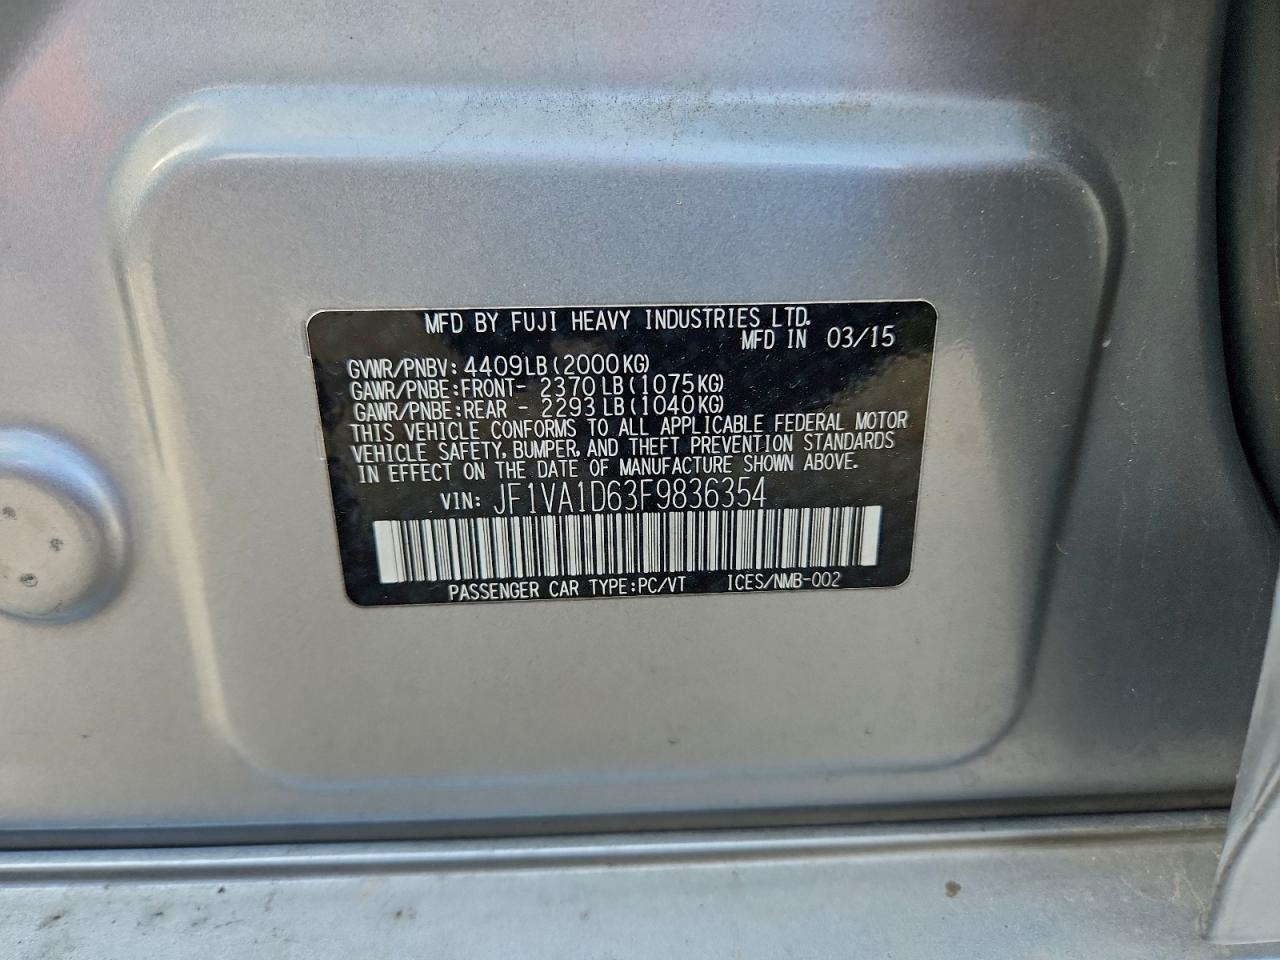 MFD BY FUJI HEAVY INDUSTRIES LTD.
MFD IN 03/15
GVWR/PNBV: 4409LB(2000KG)
GAWR/PNBE:FRONT- 2370LB(1075KG)
GAWR/PNBE:REAR - 2293LB(1040KG)
THIS VEHICLE CONFORMS TO ALL APPLICABLE FEDERAL MOTOR
VEHICLE SAFETY, BUMPER, AND THEFT PREVENTION STANDARDS
IN EFFECT ON THE DATE OF MANUFACTURE SHOWN ABOVE.
VIN: JF1VA1D63F9836354
PASSENGER CAR TYPE:PC/VT ICES/NMB-002